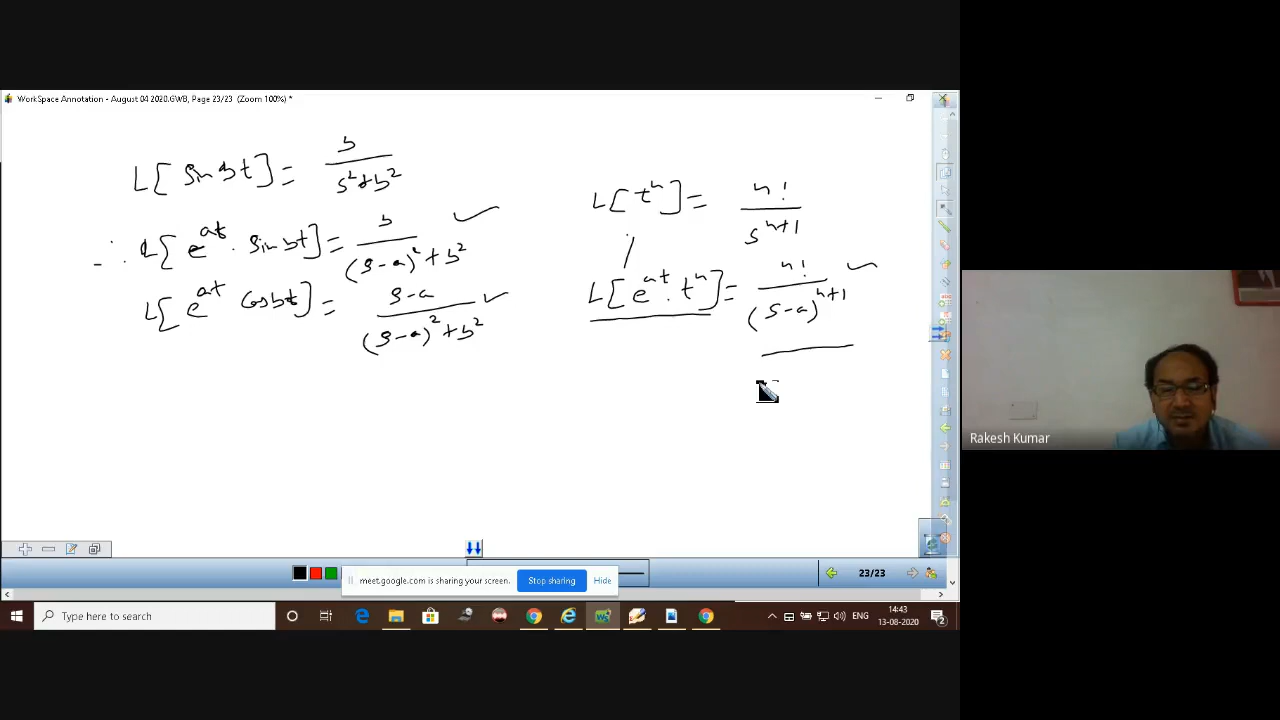 WorkSpace Annotation - August 04 2020.GWB, Page 23/23 (Zoom 100%) *
L[ sin bt ] = b / (s² + b²)
∴ L[ e^{at} . sin bt ] = b / ((s-a)² + b²) ✓
L[ e^{at} cos bt ] = (s-a) / ((s-a)² + b²) ✓
L[ t^n ] = n! / s^{n+1}
L[ e^{at} . t^n ] = n! / (s-a)^{n+1} ✓
Rakesh Kumar
23/23
meet.google.com is sharing your screen.
Stop sharing
Hide
Type here to search
ENG
14:43
13-08-2020
2